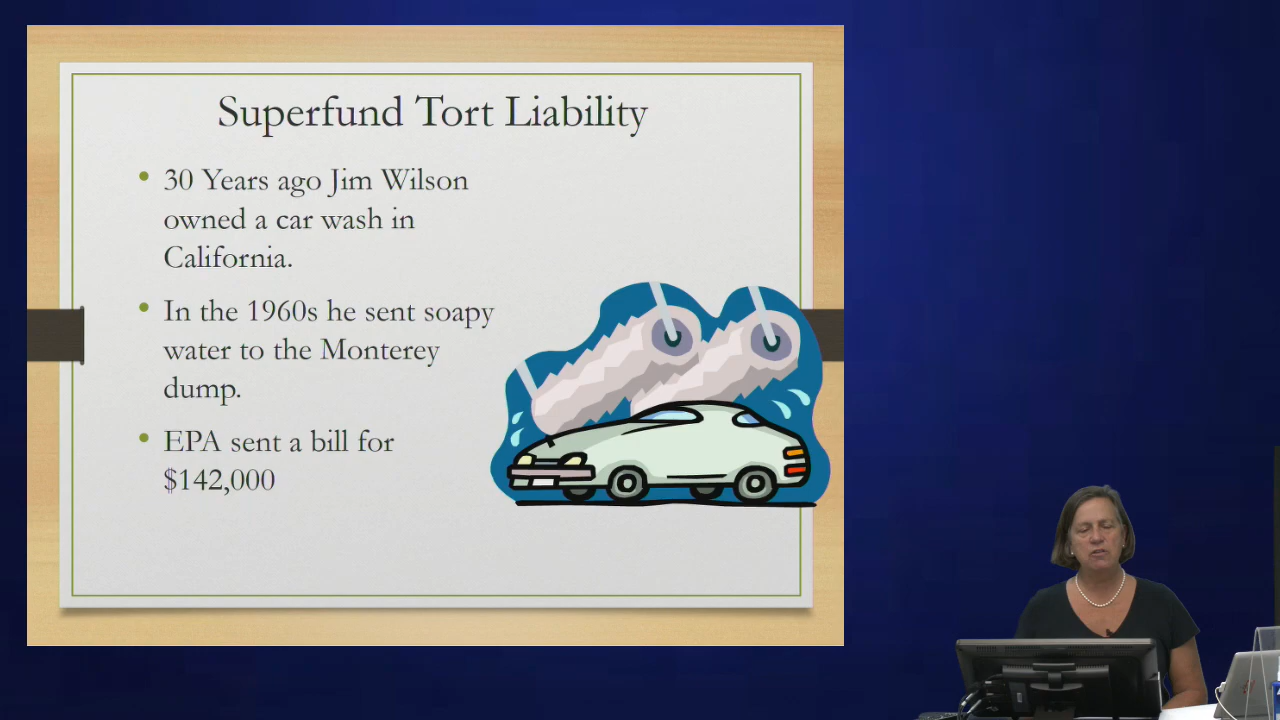 Superfund Tort Liability
• 30 Years ago Jim Wilson
owned a car wash in
California.
• In the 1960s he sent soapy
water to the Monterey
dump.
• EPA sent a bill for
$142,000